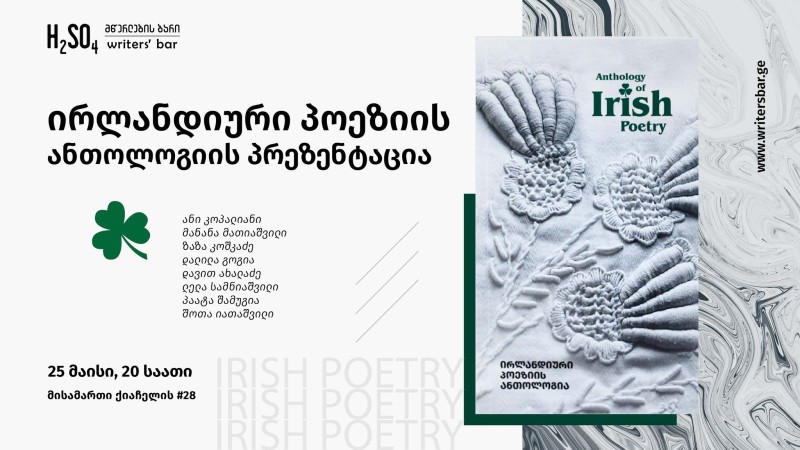 H2SO4 მწერლების ბარი
writers' bar
ირლანდიური პოეზიის
ანთოლოგიის პრეზენტაცია
ანი კოპალიანი
მანანა მათიაშვილი
ზაზა კოშკაძე
დალილა გოგია
დავით ახალაძე
ლელა სამნიაშვილი
პაატა შამუგია
შოთა იათაშვილი
25 მაისი, 20 საათი
მისამართი ქიაჩელის #28
IRISH POETRY
IRISH POETRY
IRISH POETRY
Anthology
of
Irish
Poetry
ირლანდიური
პოეზიის
ანთოლოგია
www.writersbar.ge